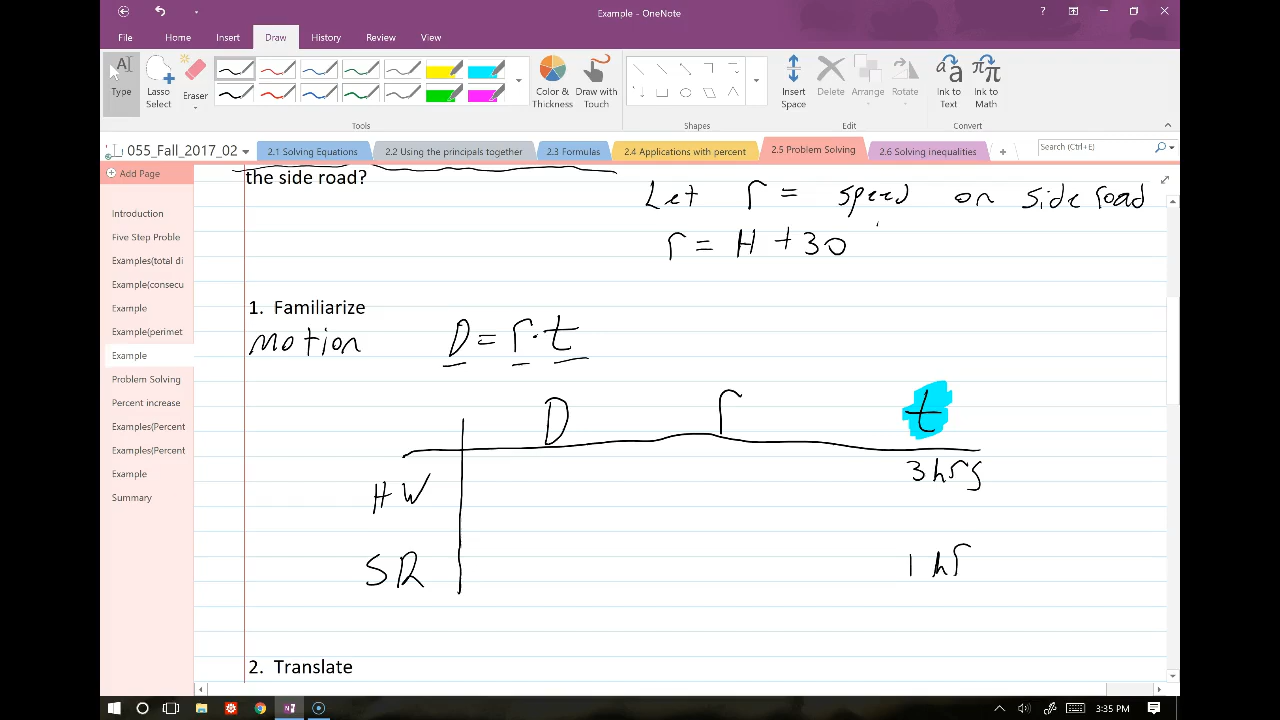 Example - OneNote
?
File Home Insert Draw History Review View
Type
Lasso Select
Eraser
Color & Thickness
Draw with Touch
Insert Space
Delete
Arrange
Rotate
Ink to Text
Ink to Math
Tools Shapes Edit Convert
055_Fall_2017_02
2.1 Solving Equations
2.2 Using the principals together
2.3 Formulas
2.4 Applications with percent
2.5 Problem Solving
2.6 Solving inequalities
Search (Ctrl+E)
Add Page
Introduction
Five Step Proble
Examples(total di
Example(consecu
Example
Example(perimet
Example
Problem Solving
Percent increase
Examples(Percent
Examples(Percent
Example
Summary
the side road?
Let r = speed on side road
r = H + 30
1. Familiarize
motion D = r · t
D r t
HW 3 hrs
SR 1 hr
2. Translate
3:35 PM